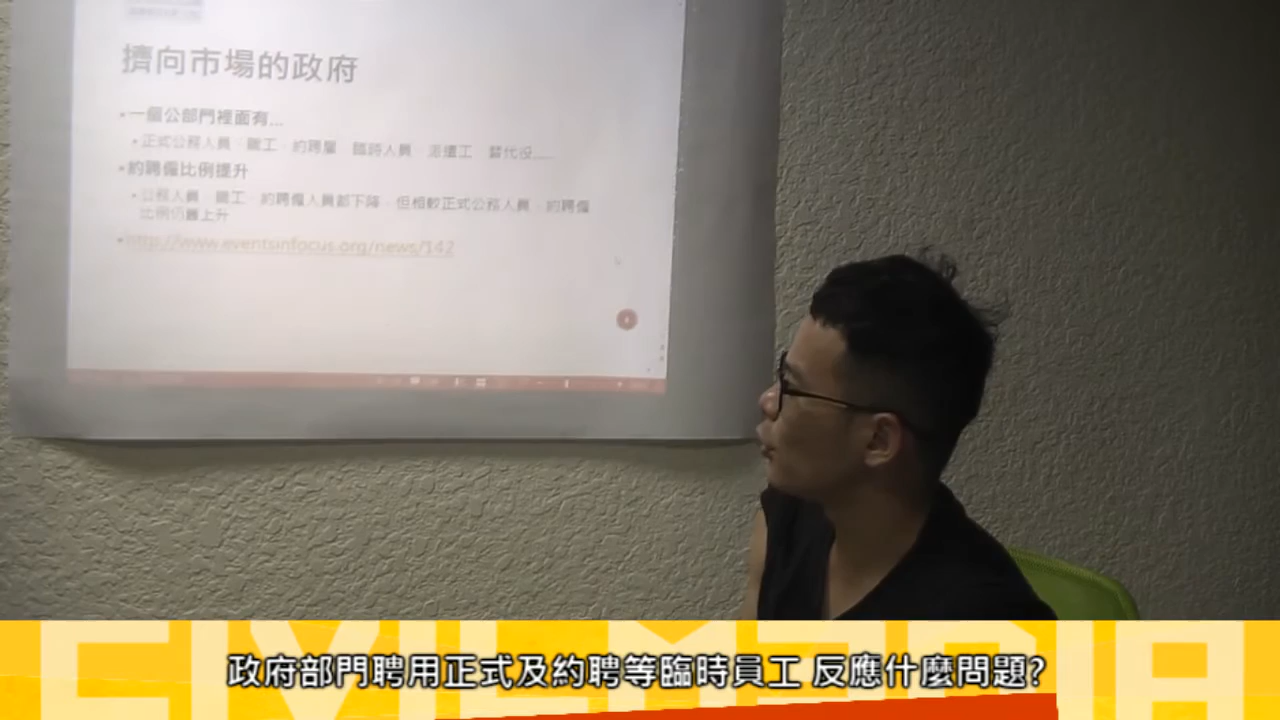 擠向市場的政府
▪一個公部門裡面有...
▪正式公務人員、職工、約聘僱、臨時人員、派遣工、替代役......
▪約聘僱比例提升
▪公務人員、職工、約聘僱人員都下降，但相較正式公務人員，約聘僱
比例仍屬上升
▪http://www.eventsinfocus.org/news/142
CIVILMEDIA
政府部門聘用正式及約聘等臨時員工 反應什麼問題?